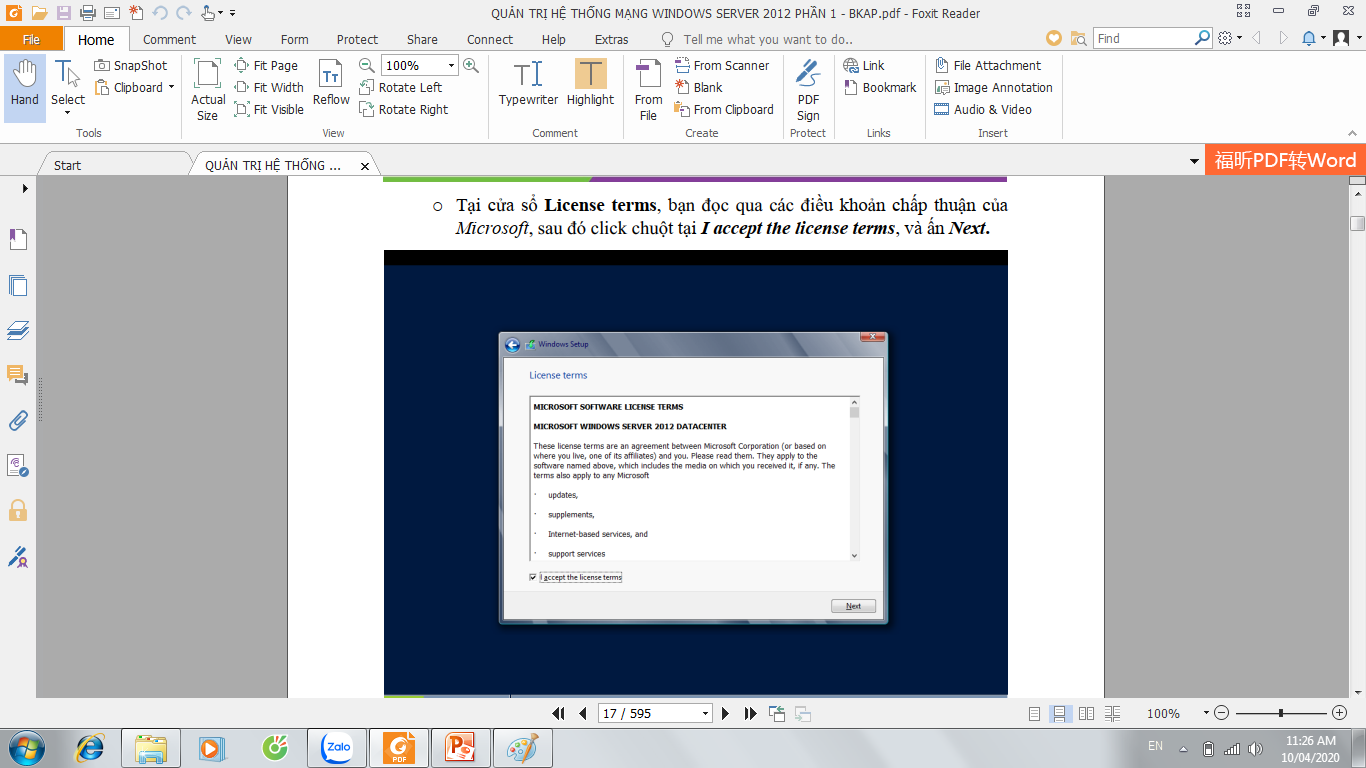 QUẢN TRỊ HỆ THỐNG MẠNG WINDOWS SERVER 2012 PHẦN 1 - BKAP.pdf - Foxit Reader
File Home Comment View Form Protect Share Connect Help Extras Tell me what you want to do.. Find
Hand
Select
SnapShot
Clipboard
Tools
Actual Size
Fit Page
Fit Width
Fit Visible
Reflow
100%
Rotate Left
Rotate Right
View
Typewriter
Highlight
Comment
From File
From Scanner
Blank
From Clipboard
Create
PDF Sign
Protect
Link
Bookmark
Links
File Attachment
Image Annotation
Audio & Video
Insert
Start
QUẢN TRỊ HỆ THỐNG ...
福昕PDF转Word
o Tại cửa sổ License terms, bạn đọc qua các điều khoản chấp thuận của
Microsoft, sau đó click chuột tại I accept the license terms, và ấn Next.
Windows Setup
License terms
MICROSOFT SOFTWARE LICENSE TERMS
MICROSOFT WINDOWS SERVER 2012 DATACENTER
These license terms are an agreement between Microsoft Corporation (or based on
where you live, one of its affiliates) and you. Please read them. They apply to the
software named above, which includes the media on which you received it, if any. The
terms also apply to any Microsoft
· updates,
· supplements,
· Internet-based services, and
· support services
I accept the license terms
Next
17 / 595
100%
Zalo
PDF
EN
11:26 AM
10/04/2020